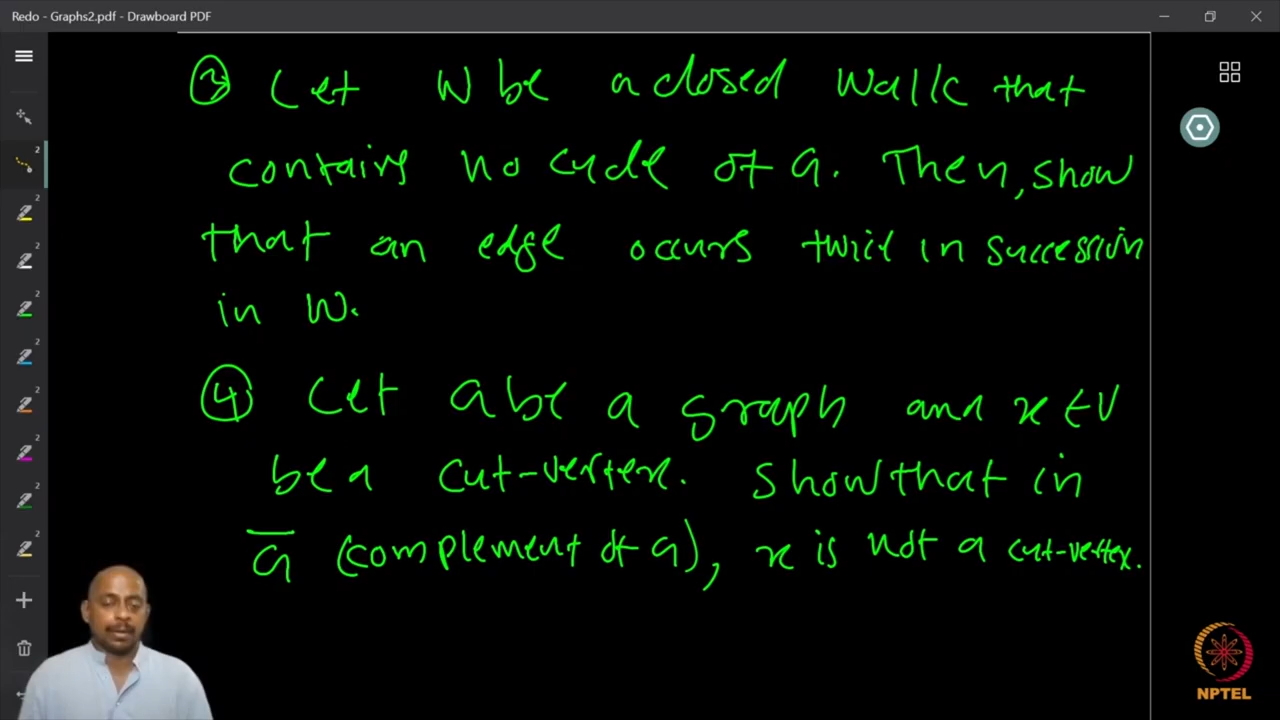 Redo - Graphs2.pdf - Drawboard PDF
③ Let W be a closed walk that
contains no cycle of G. Then, show
that an edge occurs twice in succession
in W.
④ Let G be a graph and x ∈ V
be a cut-vertex. Show that in
G̅ (complement of G), x is not a cut-vertex.
NPTEL